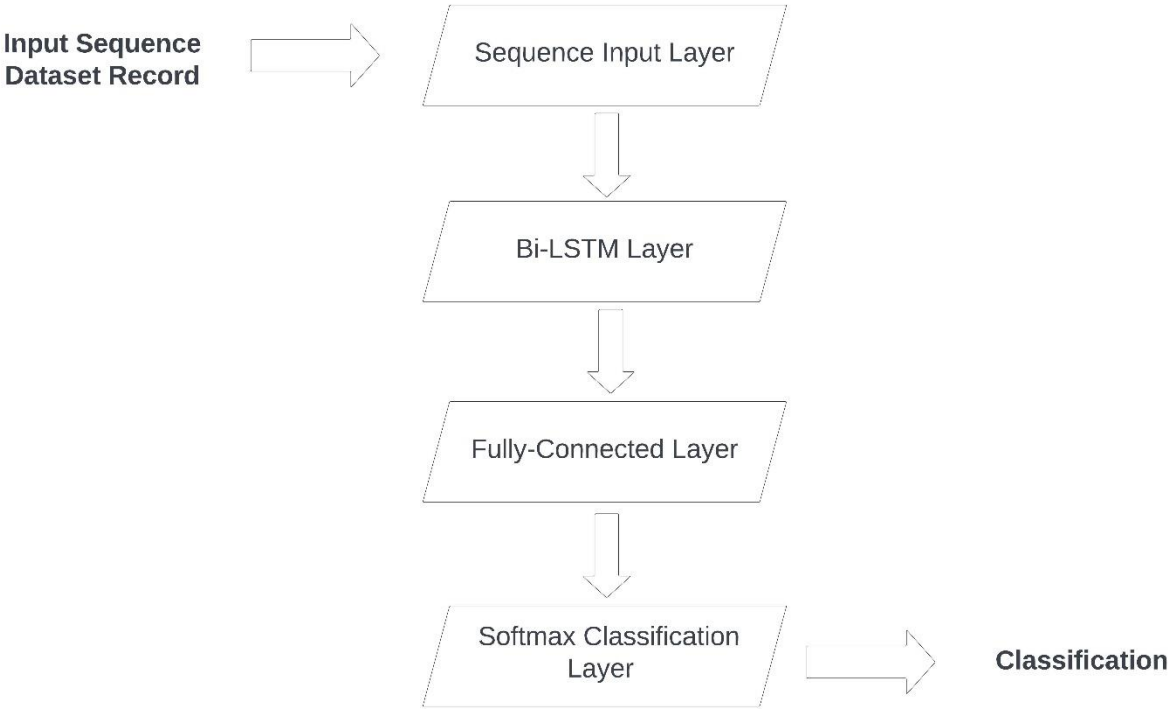 Input Sequence
Dataset Record
Sequence Input Layer
Bi-LSTM Layer
Fully-Connected Layer
Softmax Classification
Layer
Classification